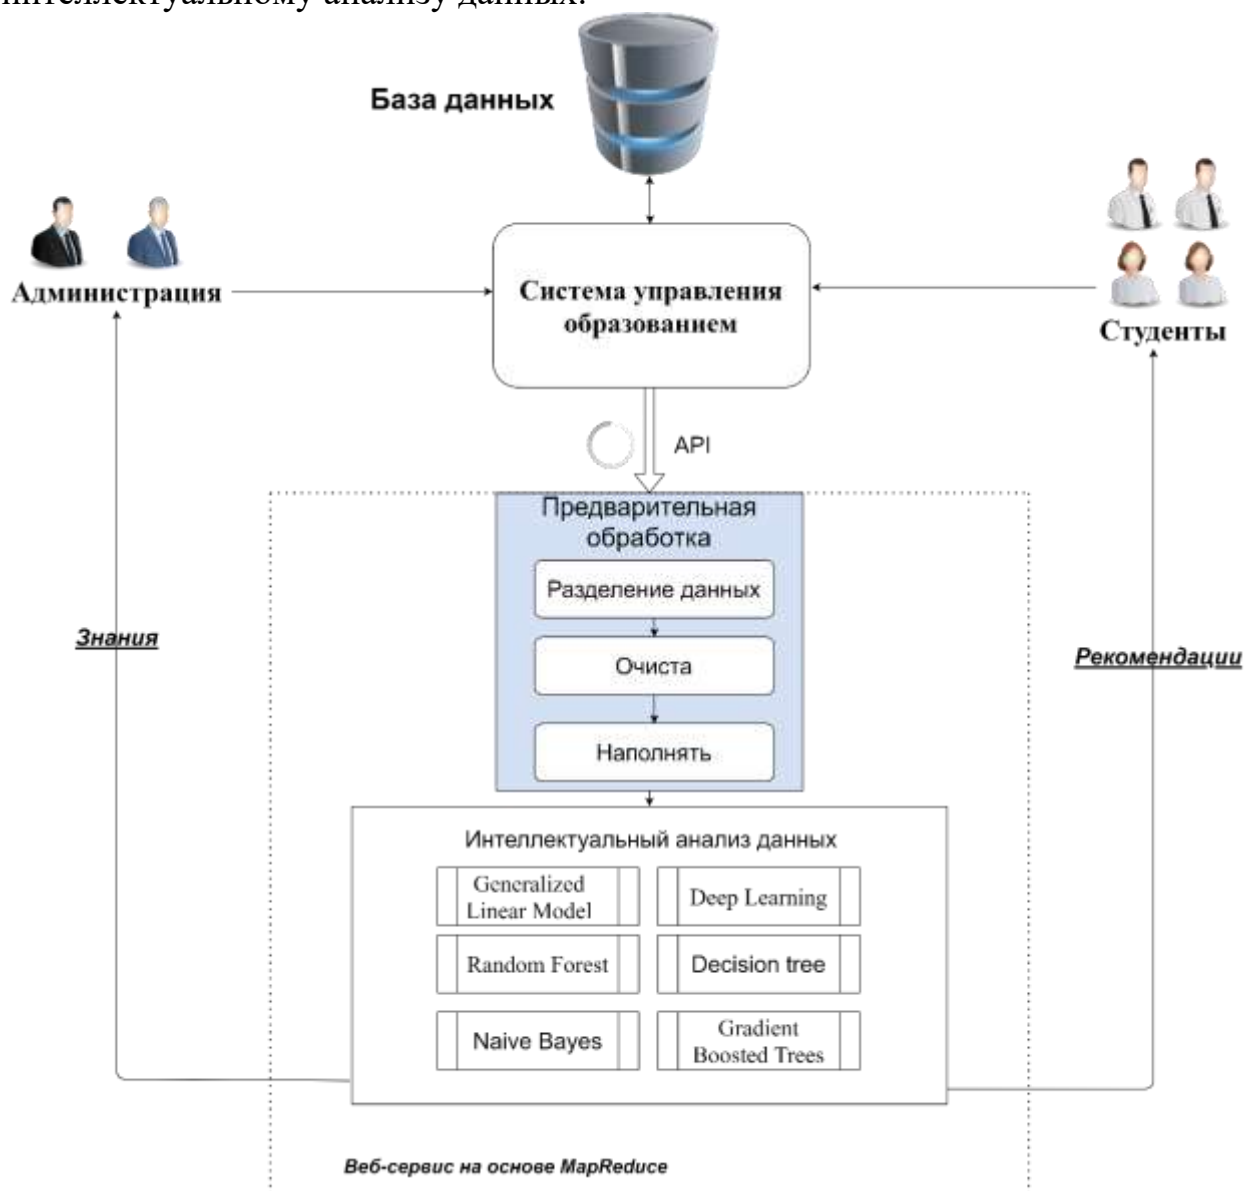 интеллектуальному анализу данных.
База данных
Администрация
Система управления
образованием
Студенты
API
Предварительная
обработка
Разделение данных
Очиста
Наполнять
Знания
Рекомендации
Интеллектуальный анализ данных
Generalized
Linear Model
Deep Learning
Random Forest
Decision tree
Naive Bayes
Gradient
Boosted Trees
Веб-сервис на основе MapReduce